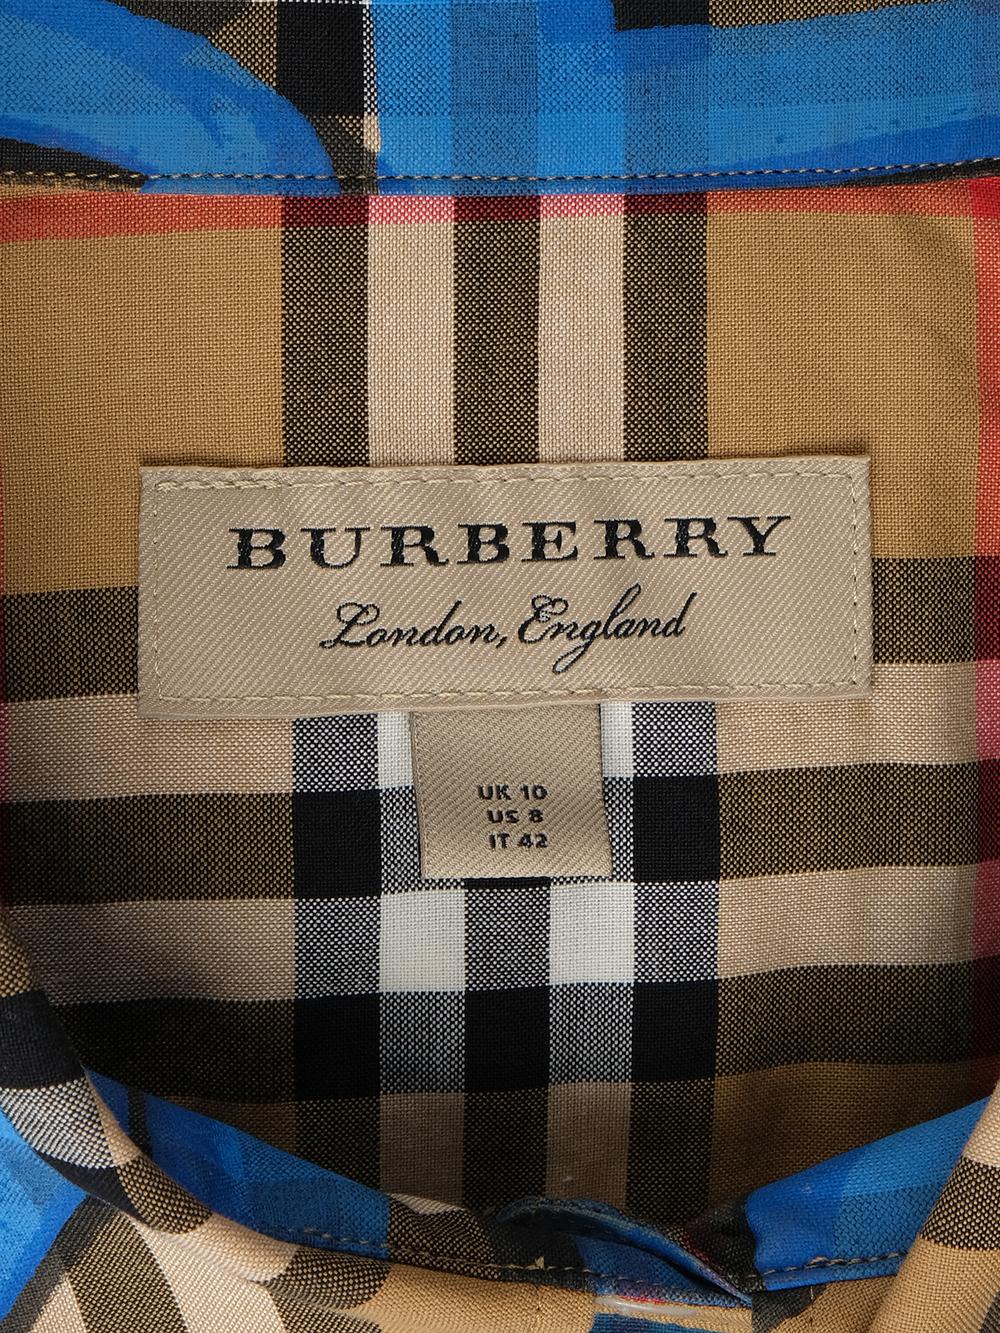 BURBERRY
London, England
UK 10
US 8
IT 42